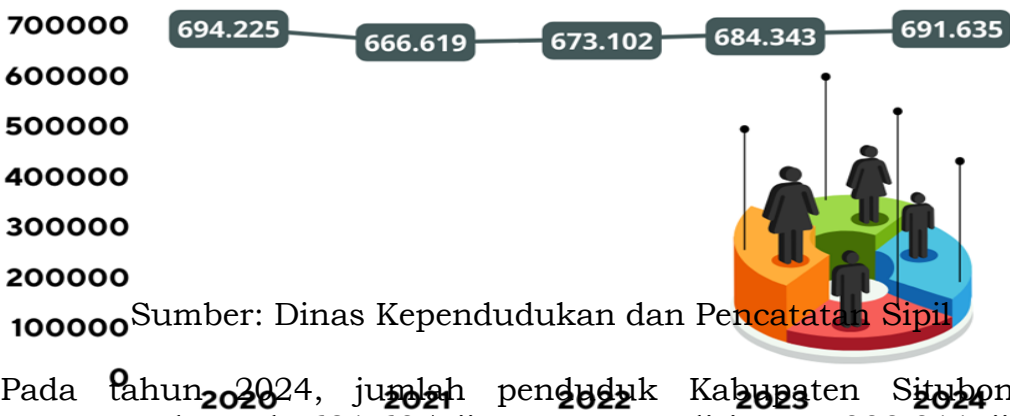 700000
694.225 666.619 673.102 684.343 691.635
600000
500000
400000
300000
200000
100000
Sumber: Dinas Kependudukan dan Pencatatan Sipil
0
2020 2021 2022 2023 2024
Pada tahun 2024, jumlah penduduk Kabupaten Situbon